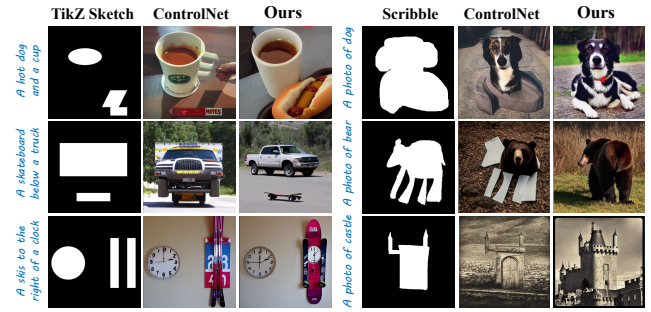 TikZ Sketch ControlNet Ours Scribble ControlNet Ours
A hot dog
and a cup
A photo of dog
A skateboard
below a truck
A photo of bear
A skis to the
right of a clock
A photo of castle